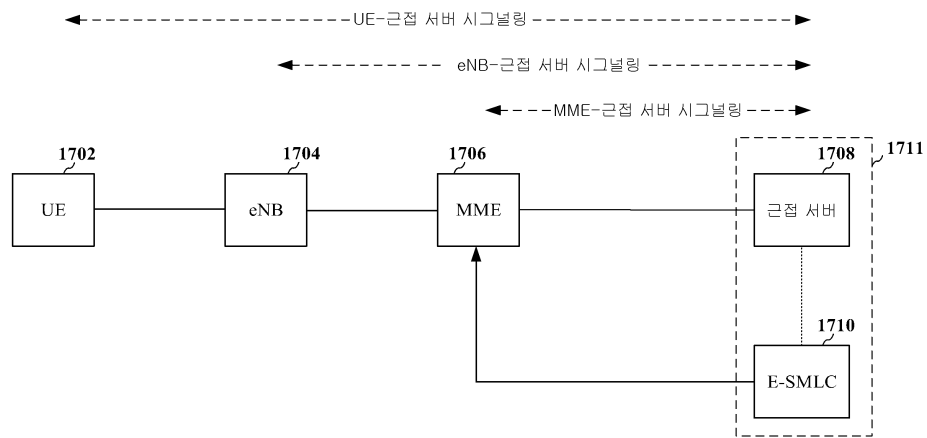 UE-근접 서버 시그널링
eNB-근접 서버 시그널링
MME-근접 서버 시그널링
1702
1704
1706
1708
1711
UE
eNB
MME
근접 서버
1710
E-SMLC